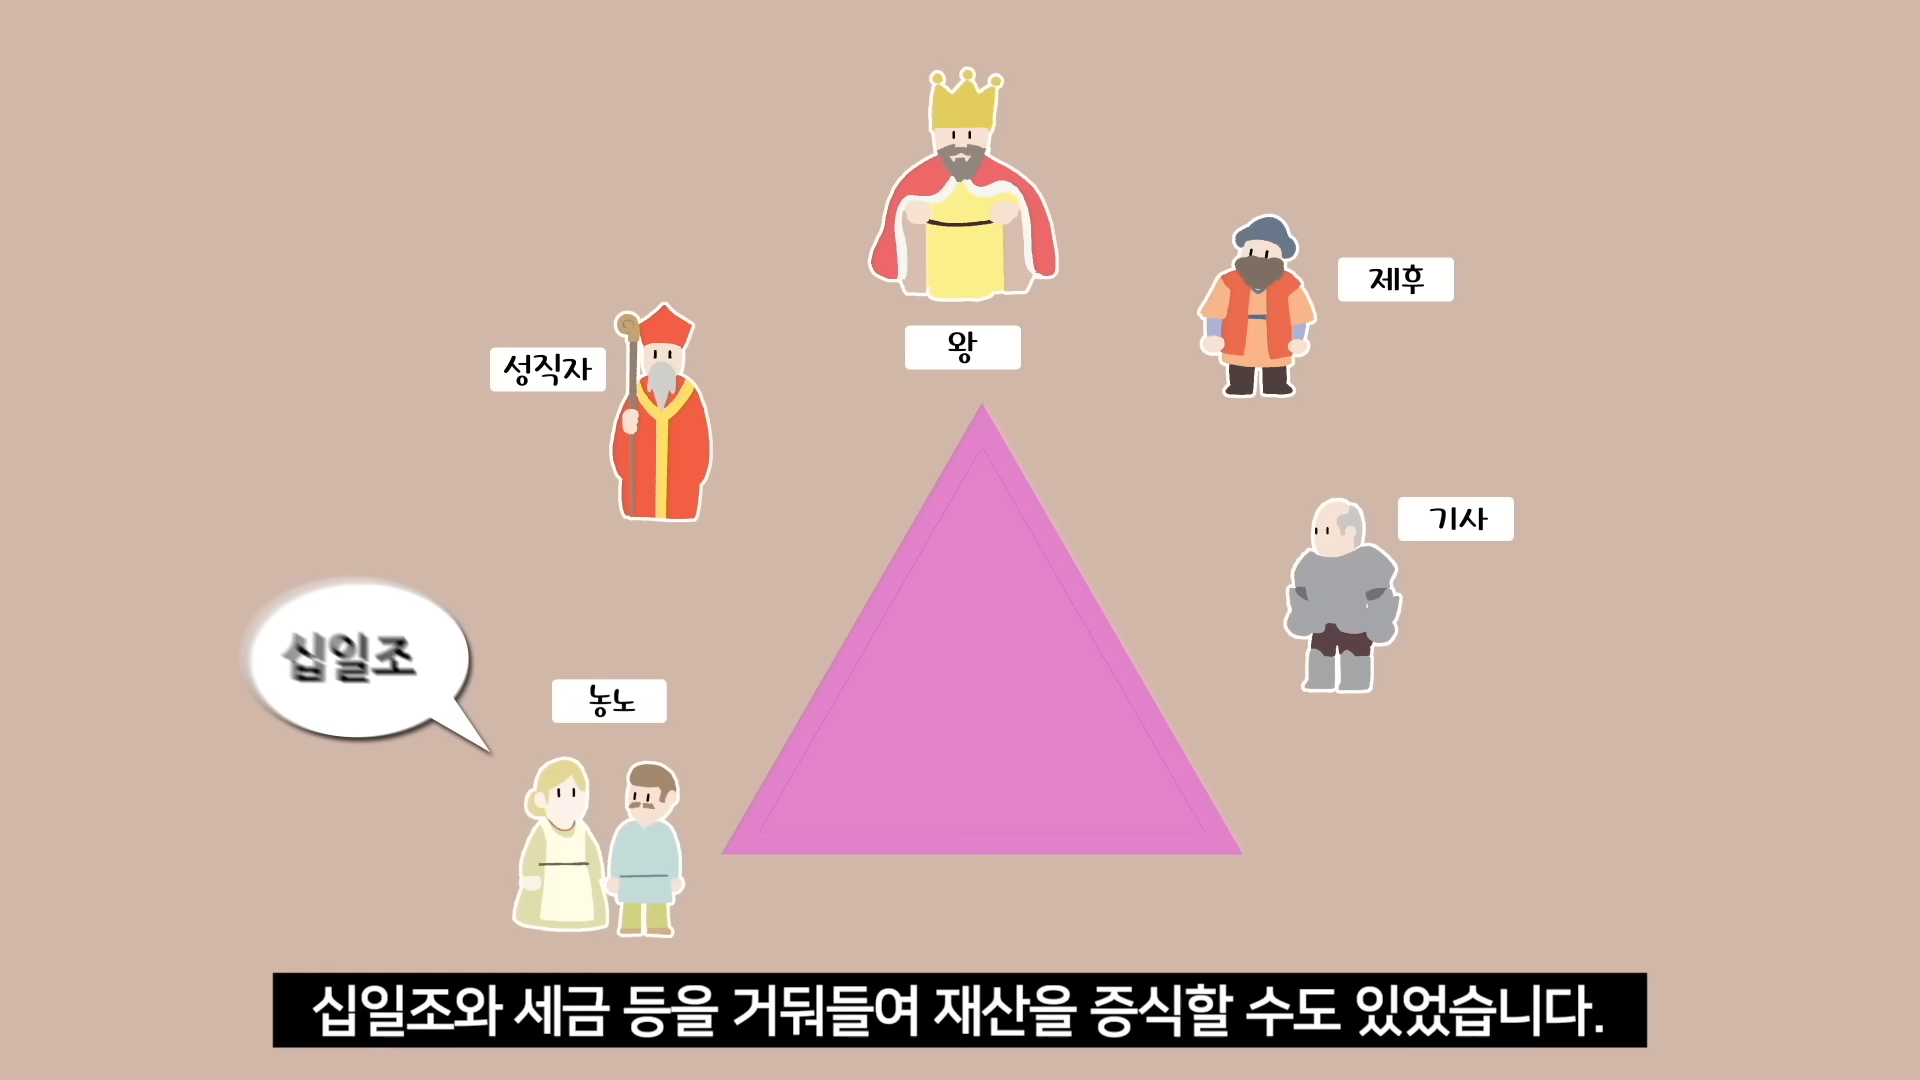 왕
제후
성직자
기사
십일조
농노
십일조와 세금 등을 거둬들여 재산을 증식할 수도 있었습니다.